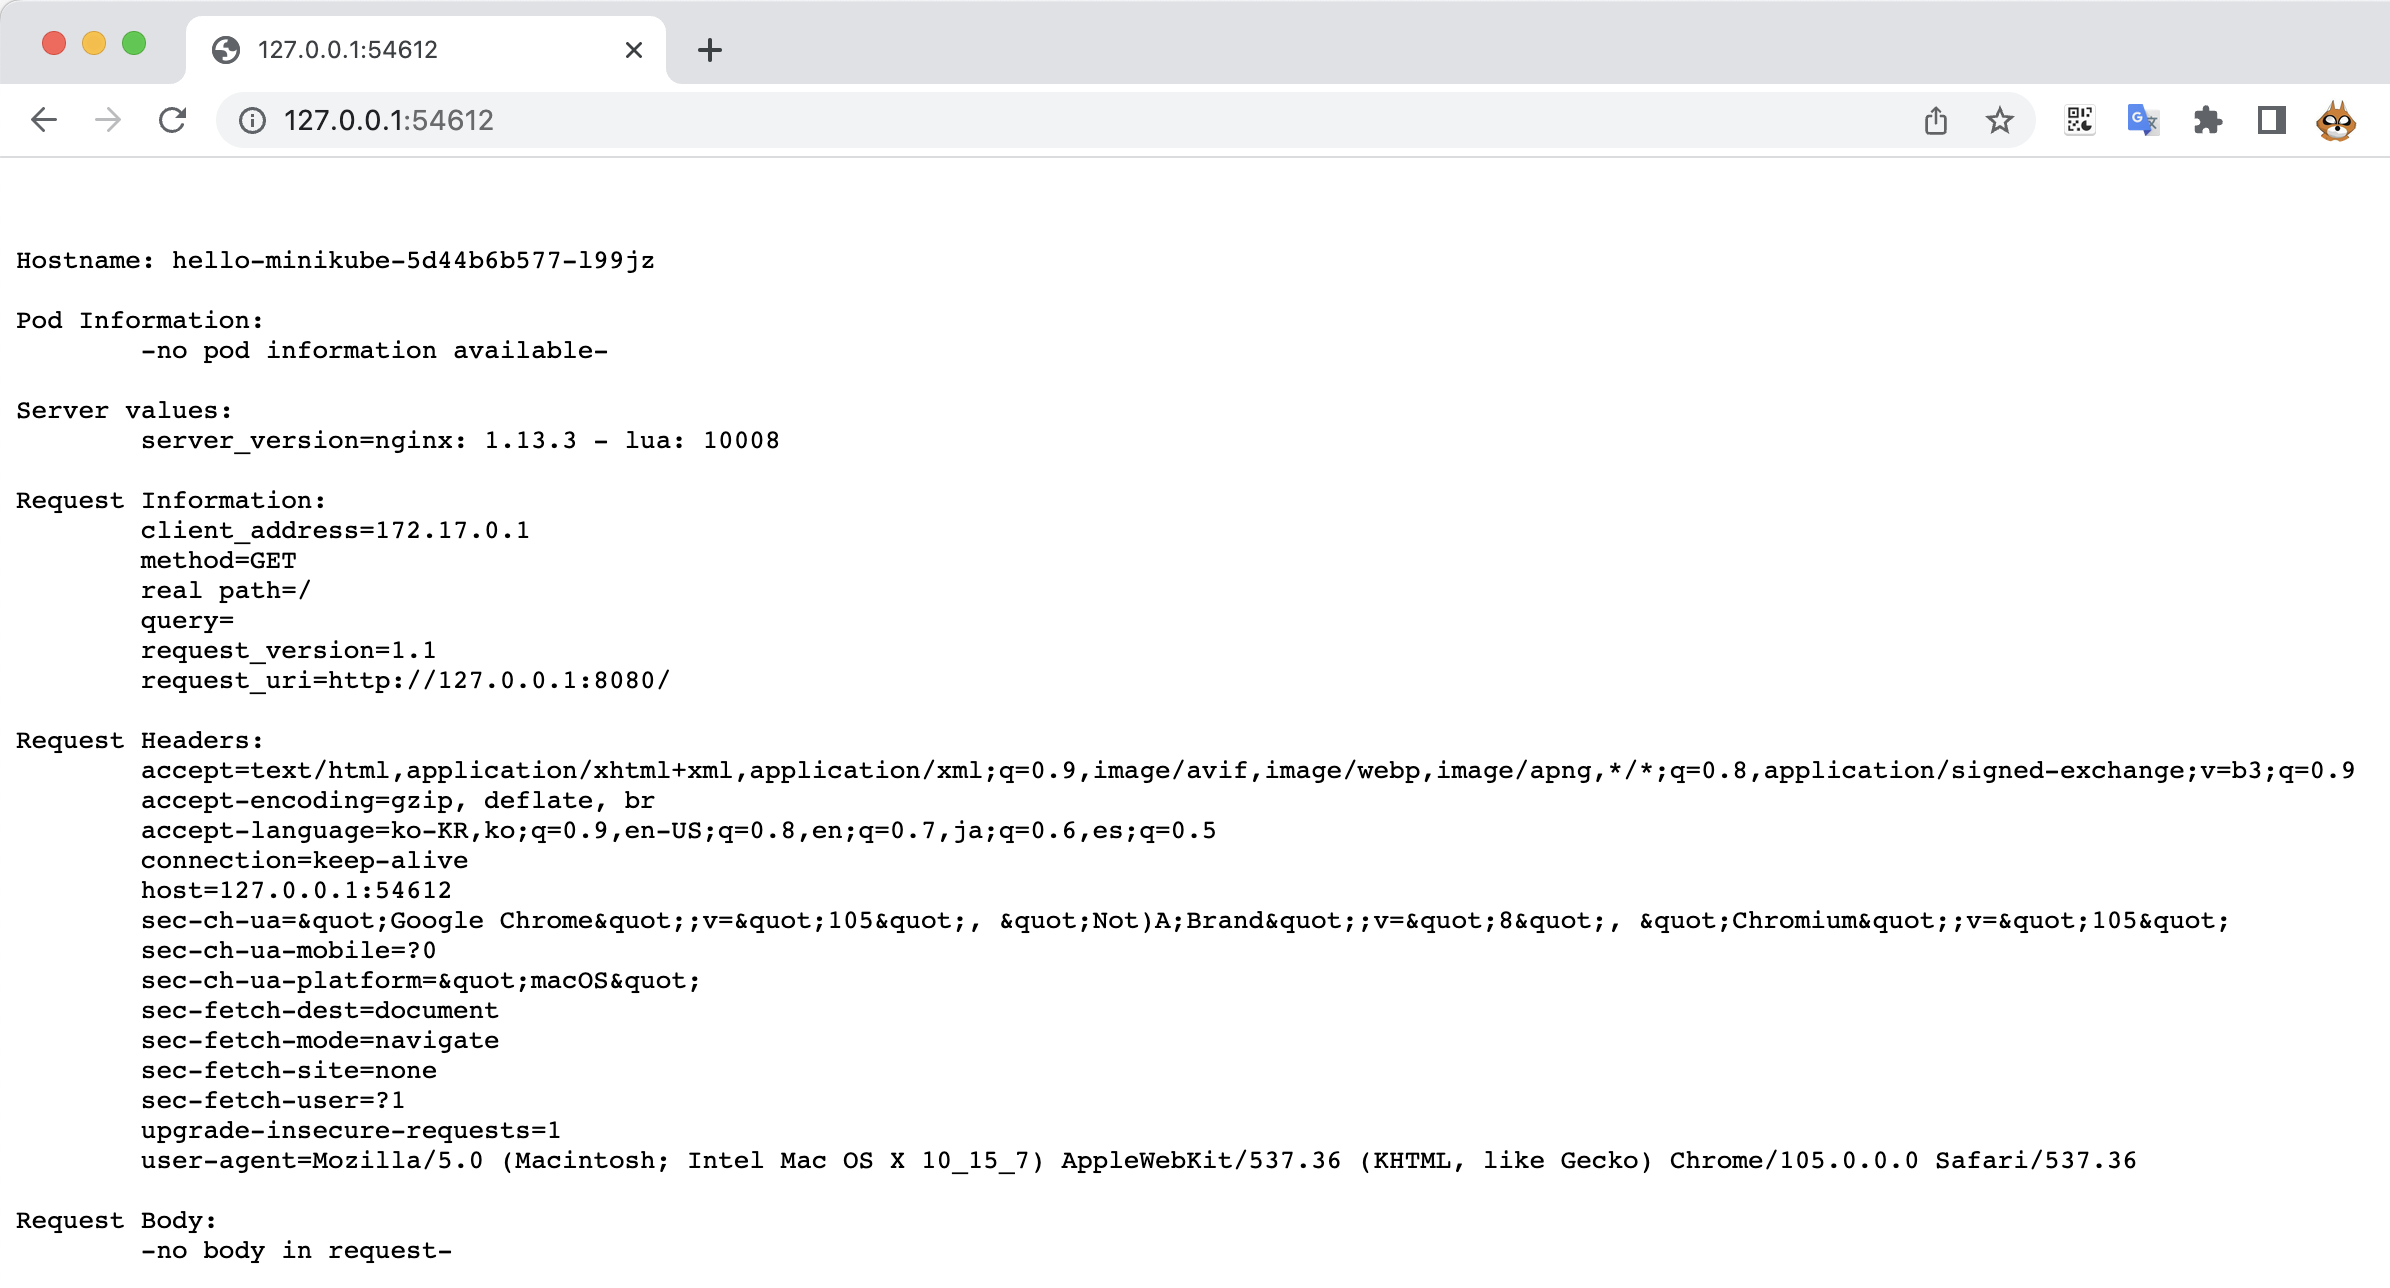 127.0.0.1:54612
127.0.0.1:54612
Hostname: hello-minikube-5d44b6b577-l99jz
Pod Information:
-no pod information available-
Server values:
server_version=nginx: 1.13.3 - lua: 10008
Request Information:
client_address=172.17.0.1
method=GET
real path=/
query=
request_version=1.1
request_uri=http://127.0.0.1:8080/
Request Headers:
accept=text/html,application/xhtml+xml,application/xml;q=0.9,image/avif,image/webp,image/apng,*/*;q=0.8,application/signed-exchange;v=b3;q=0.9
accept-encoding=gzip, deflate, br
accept-language=ko-KR,ko;q=0.9,en-US;q=0.8,en;q=0.7,ja;q=0.6,es;q=0.5
connection=keep-alive
host=127.0.0.1:54612
sec-ch-ua=&quot;Google Chrome&quot;;v=&quot;105&quot;, &quot;Not)A;Brand&quot;;v=&quot;8&quot;, &quot;Chromium&quot;;v=&quot;105&quot;
sec-ch-ua-mobile=?0
sec-ch-ua-platform=&quot;macOS&quot;
sec-fetch-dest=document
sec-fetch-mode=navigate
sec-fetch-site=none
sec-fetch-user=?1
upgrade-insecure-requests=1
user-agent=Mozilla/5.0 (Macintosh; Intel Mac OS X 10_15_7) AppleWebKit/537.36 (KHTML, like Gecko) Chrome/105.0.0.0 Safari/537.36
Request Body:
-no body in request-